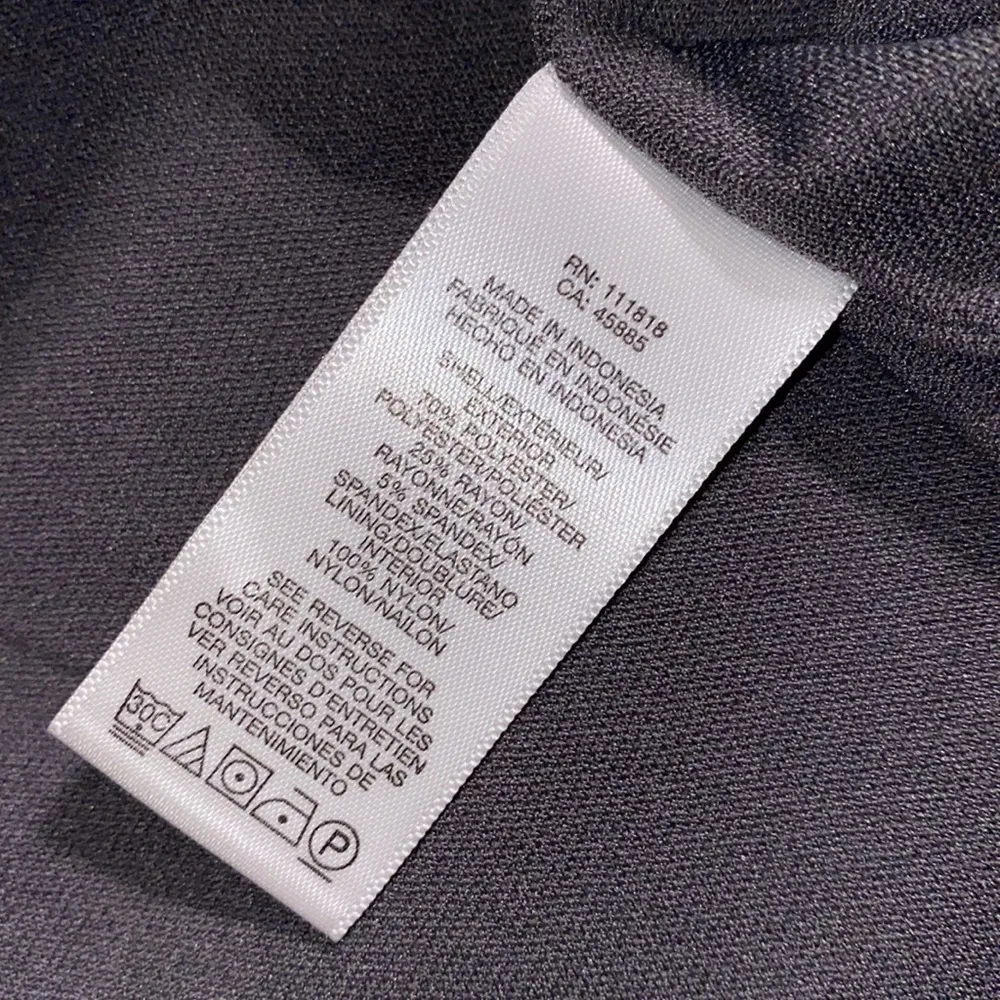 RN: 111818
CA: 45885
MADE IN INDONESIA
FABRIQUE EN INDONESIE
HECHO EN INDONESIA
SHELL/EXTERIEUR/
EXTERIOR
70% POLYESTER/
POLYESTER/POLIÉSTER
25% RAYON/
RAYONNE/RAYÓN
5% SPANDEX/
SPANDEX/ELASTANO
LINING/DOUBLURE/
INTERIOR
100% NYLON/
NYLON/NAILON
SEE REVERSE FOR
CARE INSTRUCTIONS
VOIR AU DOS POUR LES
CONSIGNES D'ENTRETIEN
VER REVERSO PARA LAS
INSTRUCCIONES DE
MANTENIMIENTO
30C
P